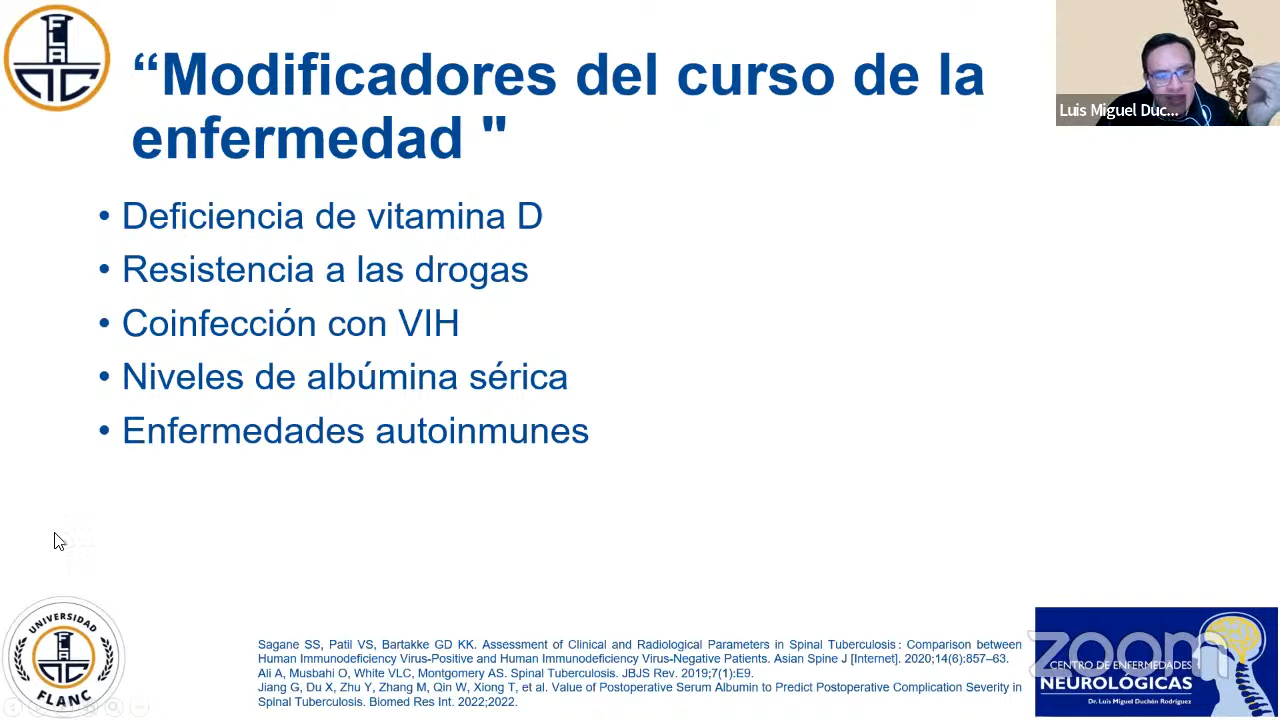 FLANC
“Modificadores del curso de la
enfermedad "
Luis Miguel Duc...
• Deficiencia de vitamina D
• Resistencia a las drogas
• Coinfección con VIH
• Niveles de albúmina sérica
• Enfermedades autoinmunes
UNIVERSIDAD
FLANC
Sagane SS, Patil VS, Bartakke GD KK. Assessment of Clinical and Radiological Parameters in Spinal Tuberculosis : Comparison between
Human Immunodeficiency Virus-Positive and Human Immunodeficiency Virus-Negative Patients. Asian Spine J [Internet]. 2020;14(6):857–63.
Ali A, Musbahi O, White VLC, Montgomery AS. Spinal Tuberculosis. JBJS Rev. 2019;7(1):E9.
Jiang G, Du X, Zhu Y, Zhang M, Qin W, Xiong T, et al. Value of Postoperative Serum Albumin to Predict Postoperative Complication Severity in
Spinal Tuberculosis. Biomed Res Int. 2022;2022.
zoom
CENTRO DE ENFERMEDADES
NEUROLÓGICAS
Dr. Luis Miguel Duchén Rodríguez